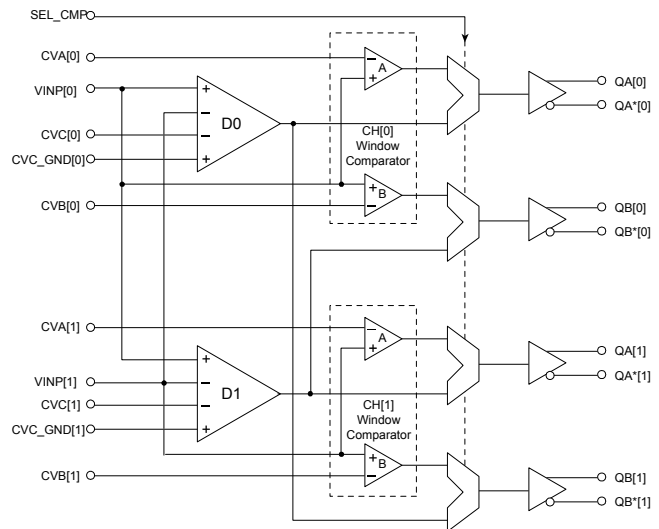 SEL_CMP
CVA[0]
VINP[0]
CVC[0]
CVC_GND[0]
CVB[0]
+
−
−
+
D0
−
A
+
CH[0]
Window
Comparator
+
B
−
QA[0]
QA*[0]
QB[0]
QB*[0]
CVA[1]
VINP[1]
CVC[1]
CVC_GND[1]
CVB[1]
+
−
−
+
D1
−
A
+
CH[1]
Window
Comparator
+
B
−
QA[1]
QA*[1]
QB[1]
QB*[1]